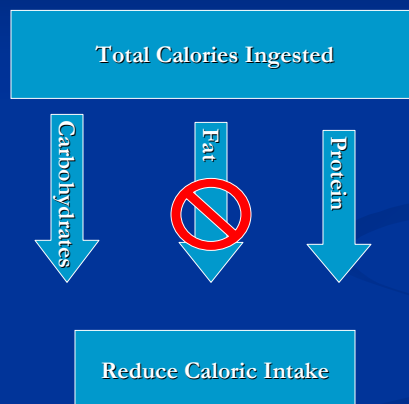 Total Calories Ingested
Carbohydrates
Fat
Protein
Reduce Caloric Intake